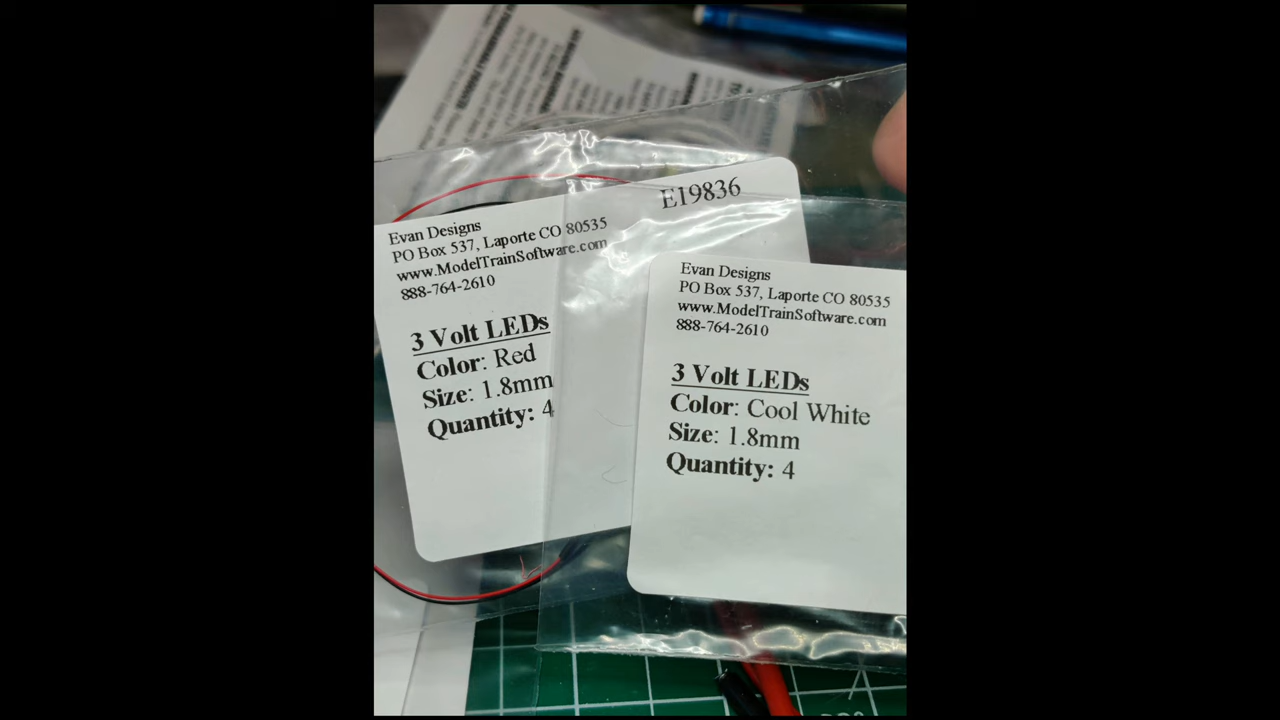 E19836
Evan Designs
PO Box 537, Laporte CO 80535
www.ModelTrainSoftware.com
888-764-2610
3 Volt LEDs
Color: Red
Size: 1.8mm
Quantity: 4
Evan Designs
PO Box 537, Laporte CO 80535
www.ModelTrainSoftware.com
888-764-2610
3 Volt LEDs
Color: Cool White
Size: 1.8mm
Quantity: 4